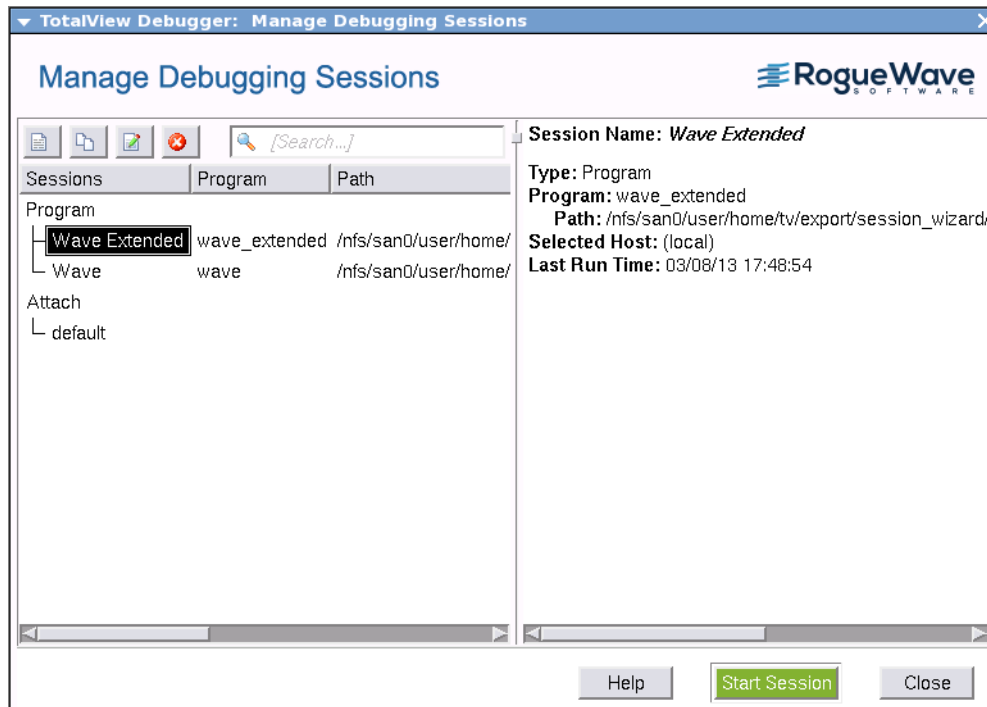 TotalView Debugger: Manage Debugging Sessions
Manage Debugging Sessions
RogueWave
SOFTWARE
[Search...]
Sessions Program Path
Program
Wave Extended wave_extended /nfs/san0/user/home/
Wave wave /nfs/san0/user/home/
Attach
default
Session Name: Wave Extended
Type: Program
Program: wave_extended
Path: /nfs/san0/user/home/tv/export/session_wizard/
Selected Host: (local)
Last Run Time: 03/08/13 17:48:54
Help Start Session Close